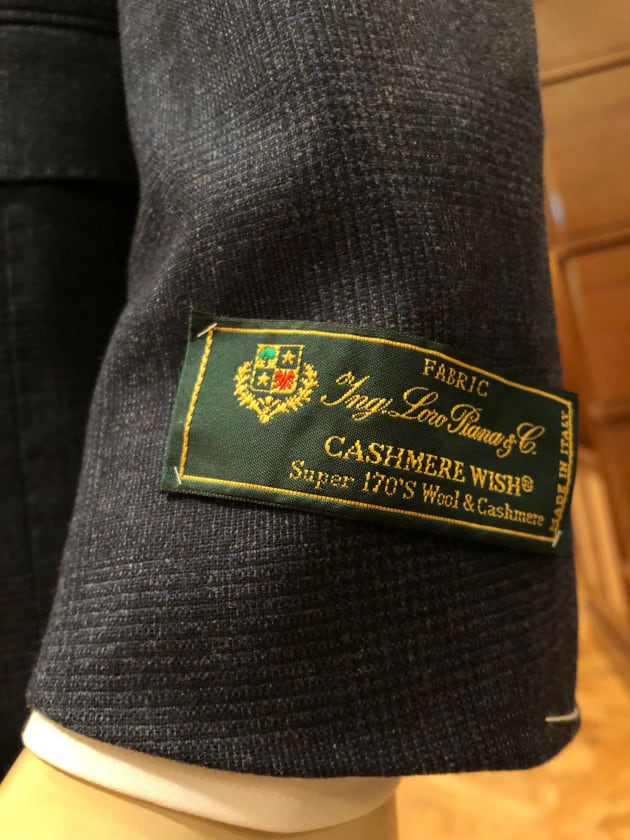 FABRIC
Ing. Loro Piana & C.
CASHMERE WISH®
Super 170'S Wool & Cashmere
MADE IN ITALY